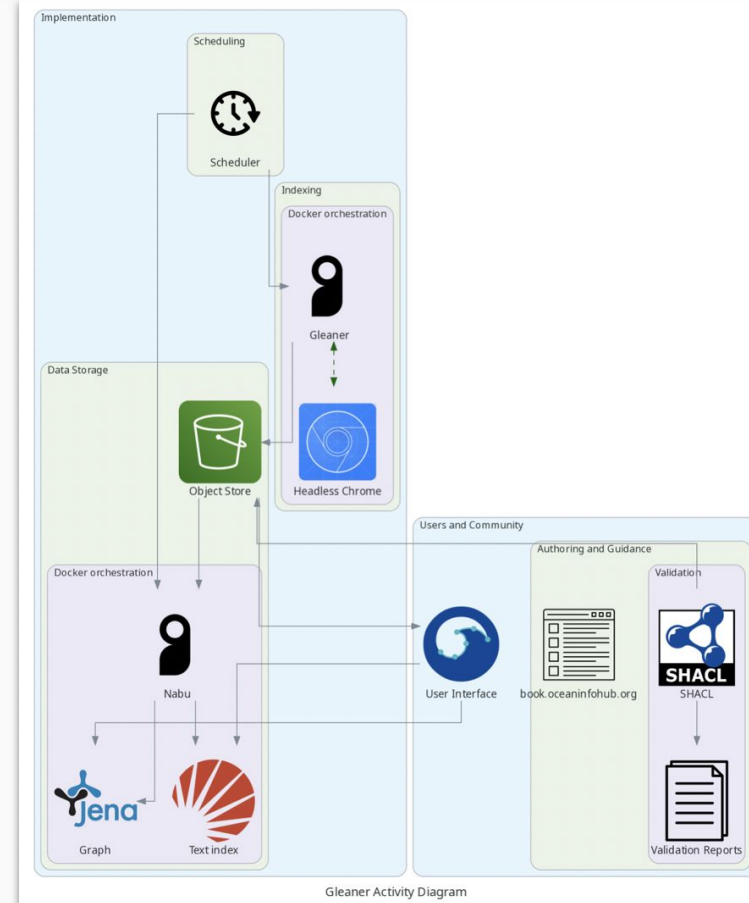 Implementation
Scheduling
Scheduler
Indexing
Docker orchestration
Gleaner
Headless Chrome
Data Storage
Object Store
Docker orchestration
Nabu
Jena
Graph
Text index
Users and Community
User Interface
Authoring and Guidance
book.oceaninfohub.org
Validation
SHACL
SHACL
Validation Reports
Gleaner Activity Diagram